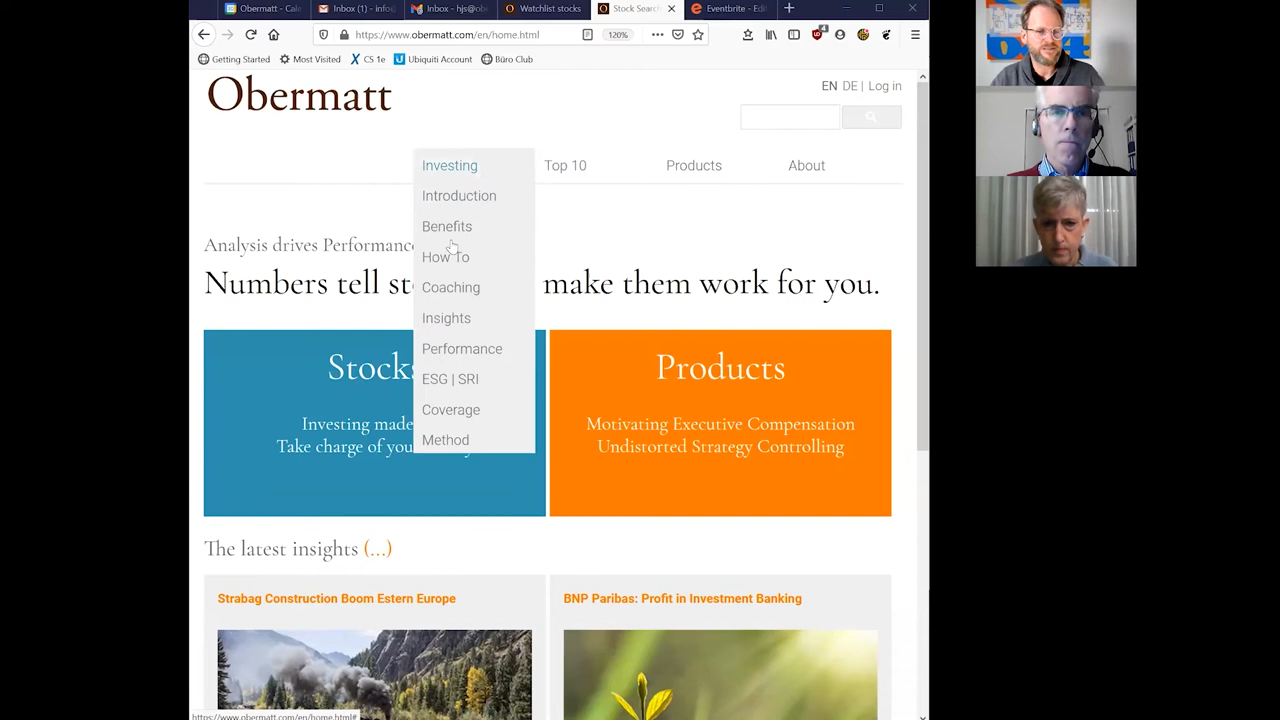 Obermatt - Cale
Inbox (1) - info@
Inbox - hjs@obe
Watchlist stocks
Stock Search
Eventbrite - Edit
https://www.obermatt.com/en/home.html
120%
4
Getting Started
Most Visited
CS 1e
Ubiquiti Account
Büro Club
Obermatt
EN DE | Log in
Investing
Top 10
Products
About
Introduction
Benefits
How To
Coaching
Insights
Performance
ESG | SRI
Coverage
Method
Analysis drives Performance
Numbers tell st make them work for you.
Stocks
Investing made
Take charge of you
Products
Motivating Executive Compensation
Undistorted Strategy Controlling
The latest insights (...)
Strabag Construction Boom Estern Europe
BNP Paribas: Profit in Investment Banking
https://www.obermatt.com/en/home.html#